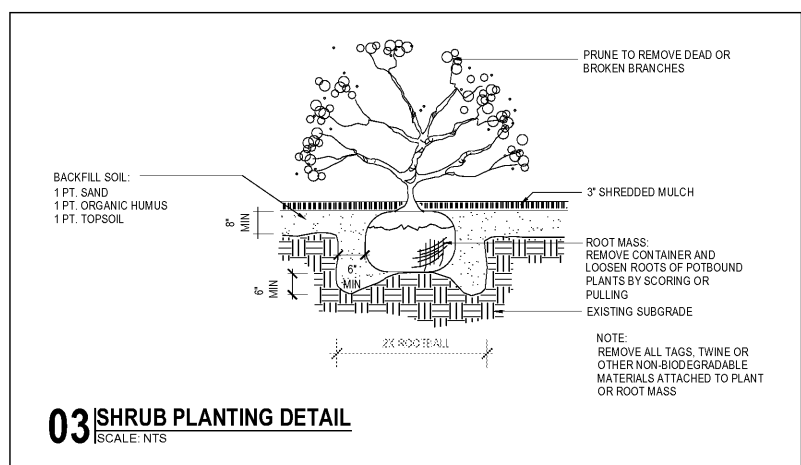 PRUNE TO REMOVE DEAD OR
BROKEN BRANCHES
BACKFILL SOIL:
1 PT. SAND
1 PT. ORGANIC HUMUS
1 PT. TOPSOIL
3" SHREDDED MULCH
8"
MIN
ROOT MASS:
REMOVE CONTAINER AND
LOOSEN ROOTS OF POTBOUND
PLANTS BY SCORING OR
PULLING
6"
MIN
6"
MIN
EXISTING SUBGRADE
2X ROOTBALL
NOTE:
REMOVE ALL TAGS, TWINE OR
OTHER NON-BIODEGRADABLE
MATERIALS ATTACHED TO PLANT
OR ROOT MASS
03 SHRUB PLANTING DETAIL
SCALE: NTS